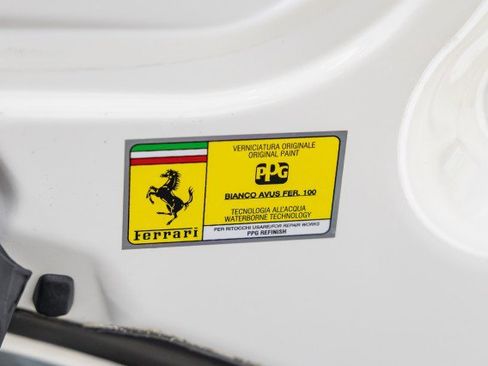 VERNICIATURA ORIGINALE
ORIGINAL PAINT
PPG
BIANCO AVUS FER. 100
TECNOLOGIA ALL'ACQUA
WATERBORNE TECHNOLOGY
Ferrari
PER RITOCCHI USARE/FOR REPAIR WORKS
PPG REFINISH